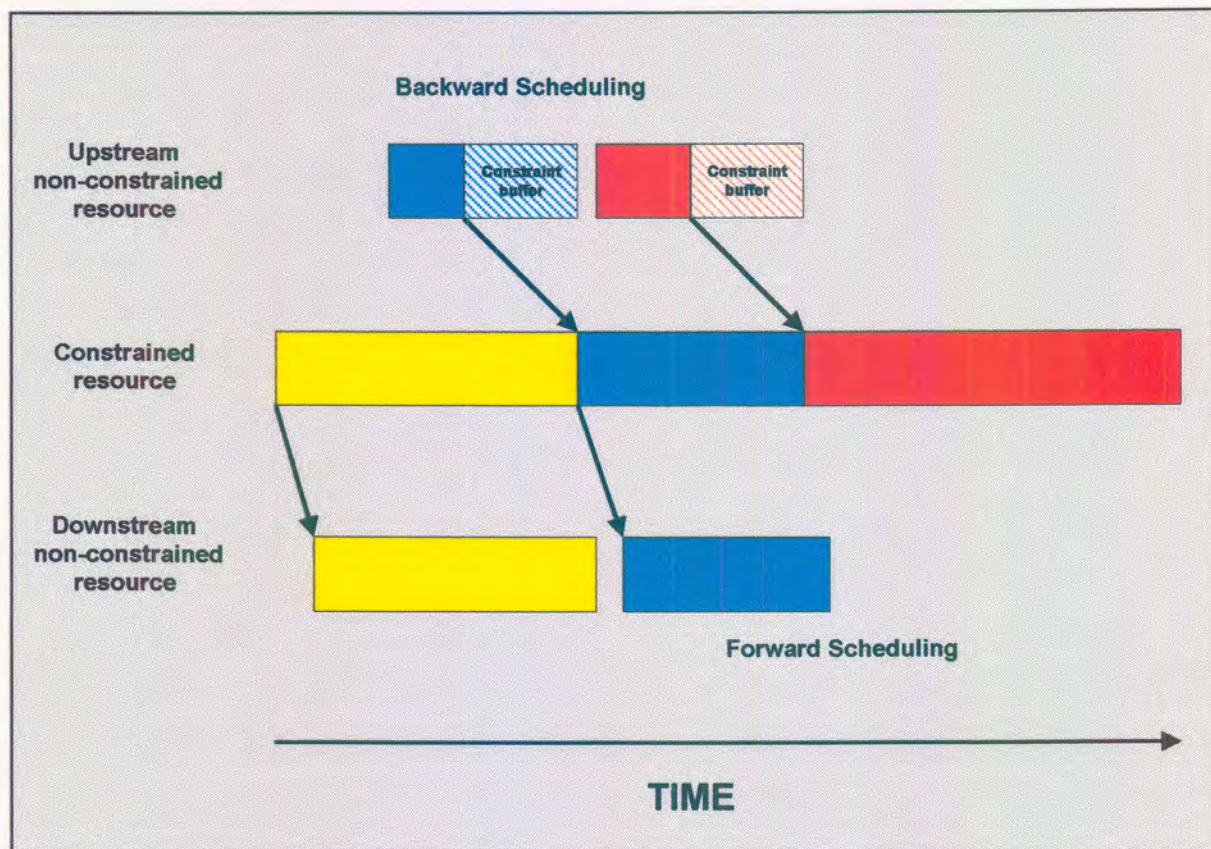 Backward Scheduling
Upstream
non-constrained
resource
Constraint
buffer
Constraint
buffer
Constrained
resource
Downstream
non-constrained
resource
Forward Scheduling
TIME